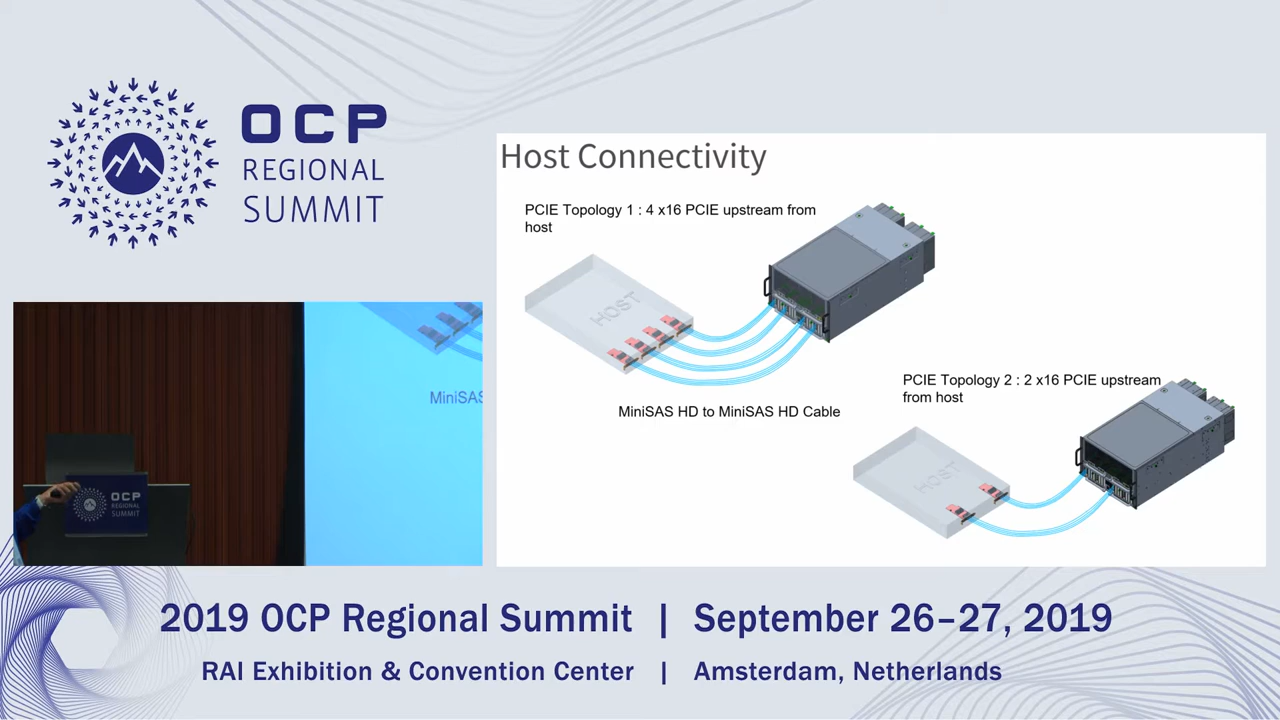 OCP
REGIONAL
SUMMIT
Host Connectivity
PCIE Topology 1 : 4 x16 PCIE upstream from
host
HOST
MiniSAS HD to MiniSAS HD Cable
PCIE Topology 2 : 2 x16 PCIE upstream
from host
HOST
MiniSAS
OCP
REGIONAL
SUMMIT
2019 OCP Regional Summit | September 26–27, 2019
RAI Exhibition & Convention Center | Amsterdam, Netherlands